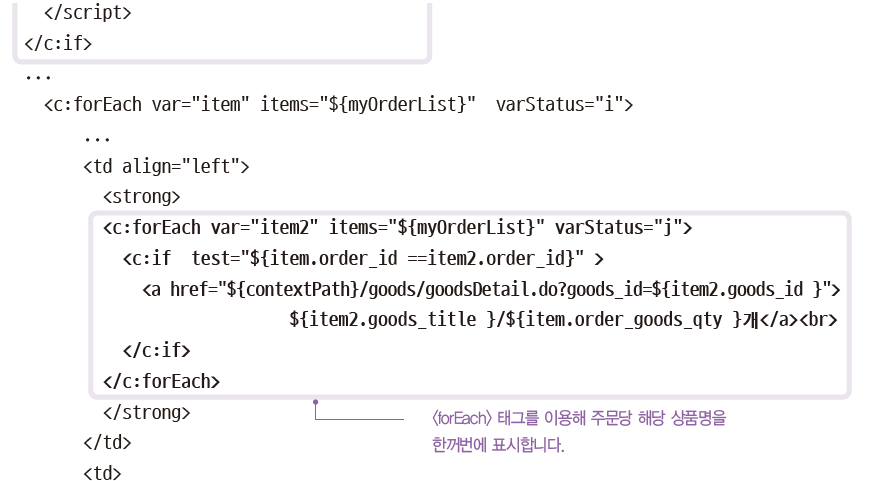 </script>
</c:if>
...
<c:forEach var="item" items="${myOrderList}"  varStatus="i">
...
<td align="left">
<strong>
<c:forEach var="item2" items="${myOrderList}" varStatus="j">
<c:if  test="${item.order_id ==item2.order_id}" >
<a href="${contextPath}/goods/goodsDetail.do?goods_id=${item2.goods_id }">
${item2.goods_title }/${item.order_goods_qty }개</a><br>
</c:if>
</c:forEach>
</strong>
〈forEach〉 태그를 이용해 주문당 해당 상품명을
한꺼번에 표시합니다.
</td>
<td>